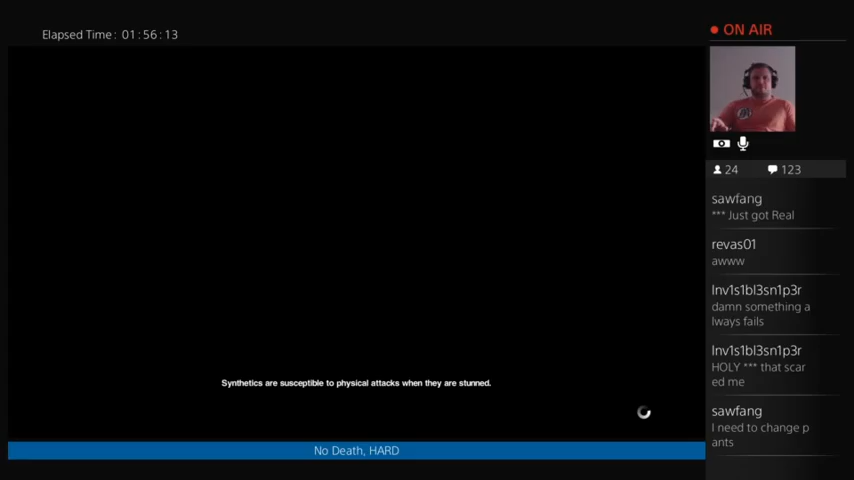 Elapsed Time: 01:56:13
ON AIR
24 123
sawfang
*** Just got Real
revas01
awww
Inv1s1bl3sn1p3r
damn something a
lways fails
Inv1s1bl3sn1p3r
HOLY *** that scar
ed me
sawfang
I need to change p
ants
Synthetics are susceptible to physical attacks when they are stunned.
No Death, HARD